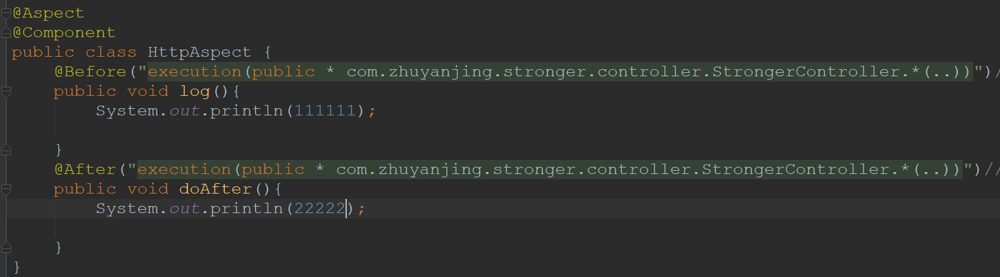 @Aspect
@Component
public class HttpAspect {
@Before("execution(public * com.zhuyanjing.stronger.controller.StrongerController.*(..))")/
public void log(){
System.out.println(111111);
}
@After("execution(public * com.zhuyanjing.stronger.controller.StrongerController.*(..))")//
public void doAfter(){
System.out.println(22222);
}
}